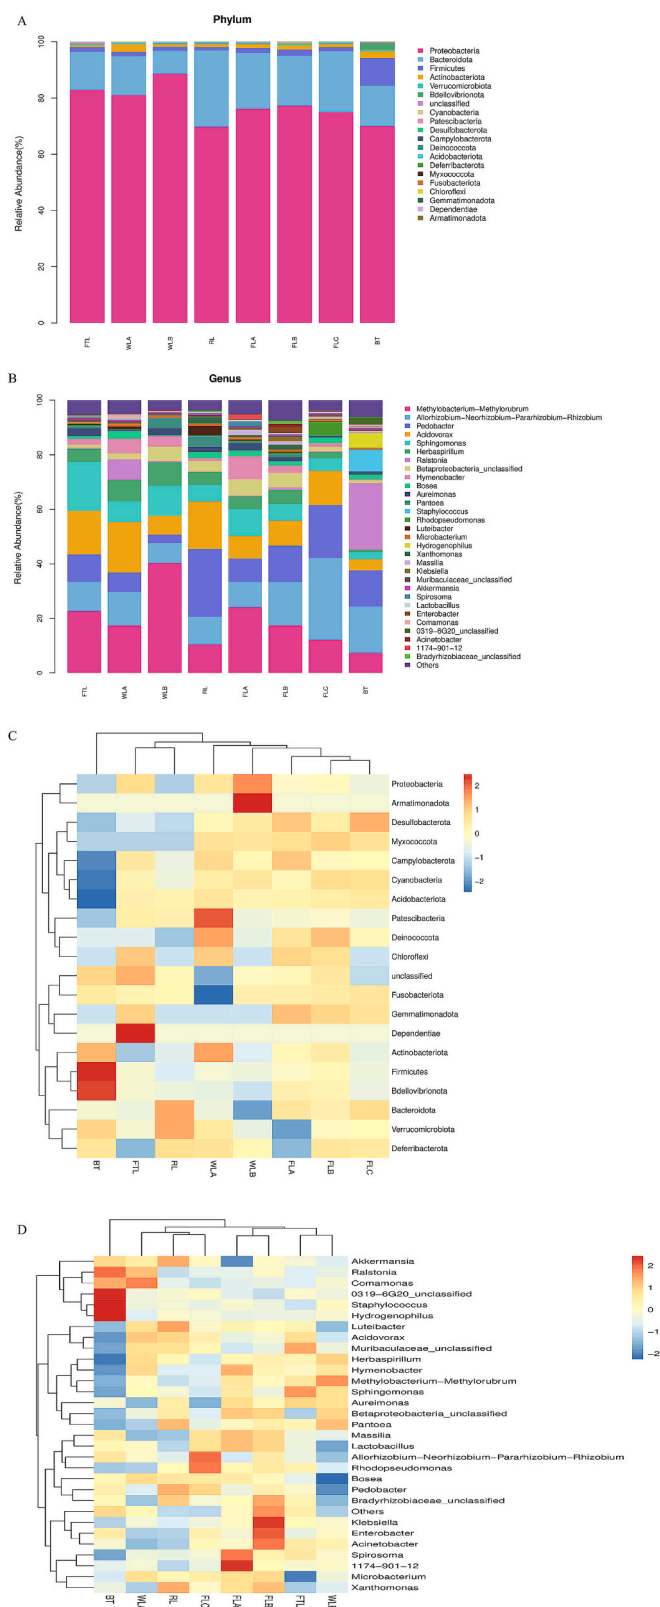 A
Phylum
Relative Abundance(%)
100
80
60
40
20
0
FTL
WLA
WLB
RL
FLA
FLB
FLC
BT
Proteobacteria
Bacteroidota
Firmicutes
Actinobacteriota
Verrucomicrobiota
Bdellovibrionota
unclassified
Cyanobacteria
Patescibacteria
Desulfobacterota
Campylobacterota
Deinococcota
Acidobacteriota
Deferribacterota
Myxococcota
Fusobacteriota
Chloroflexi
Gemmatimonadota
Dependentiae
Armatimonadota
B
Genus
Relative Abundance(%)
100
80
60
40
20
0
FTL
WLA
WLB
RL
FLA
FLB
FLC
BT
Methylobacterium−Methylorubrum
Allorhizobium−Neorhizobium−Pararhizobium−Rhizobium
Pedobacter
Acidovorax
Sphingomonas
Herbaspirillum
Ralstonia
Betaproteobacteria_unclassified
Hymenobacter
Bosea
Aureimonas
Pantoea
Staphylococcus
Rhodopseudomonas
Luteibacter
Microbacterium
Hydrogenophilus
Xanthomonas
Massilia
Klebsiella
Muribaculaceae_unclassified
Akkermansia
Spirosoma
Lactobacillus
Enterobacter
Comamonas
0319−6G20_unclassified
Acinetobacter
1174−901−12
Bradyrhizobiaceae_unclassified
Others
C
Proteobacteria
Armatimonadota
Desulfobacterota
Myxococcota
Campylobacterota
Cyanobacteria
Acidobacteriota
Patescibacteria
Deinococcota
Chloroflexi
unclassified
Fusobacteriota
Gemmatimonadota
Dependentiae
Actinobacteriota
Firmicutes
Bdellovibrionota
Bacteroidota
Verrucomicrobiota
Deferribacterota
BT
FTL
RL
WLA
WLB
FLA
FLB
FLC
2
1
0
−1
−2
D
Akkermansia
Ralstonia
Comamonas
0319−6G20_unclassified
Staphylococcus
Hydrogenophilus
Luteibacter
Acidovorax
Muribaculaceae_unclassified
Herbaspirillum
Hymenobacter
Methylobacterium−Methylorubrum
Sphingomonas
Aureimonas
Betaproteobacteria_unclassified
Pantoea
Massilia
Lactobacillus
Allorhizobium−Neorhizobium−Pararhizobium−Rhizobium
Rhodopseudomonas
Bosea
Pedobacter
Bradyrhizobiaceae_unclassified
Others
Klebsiella
Enterobacter
Acinetobacter
Spirosoma
1174−901−12
Microbacterium
Xanthomonas
BT
RL
2
1
0
−1
−2